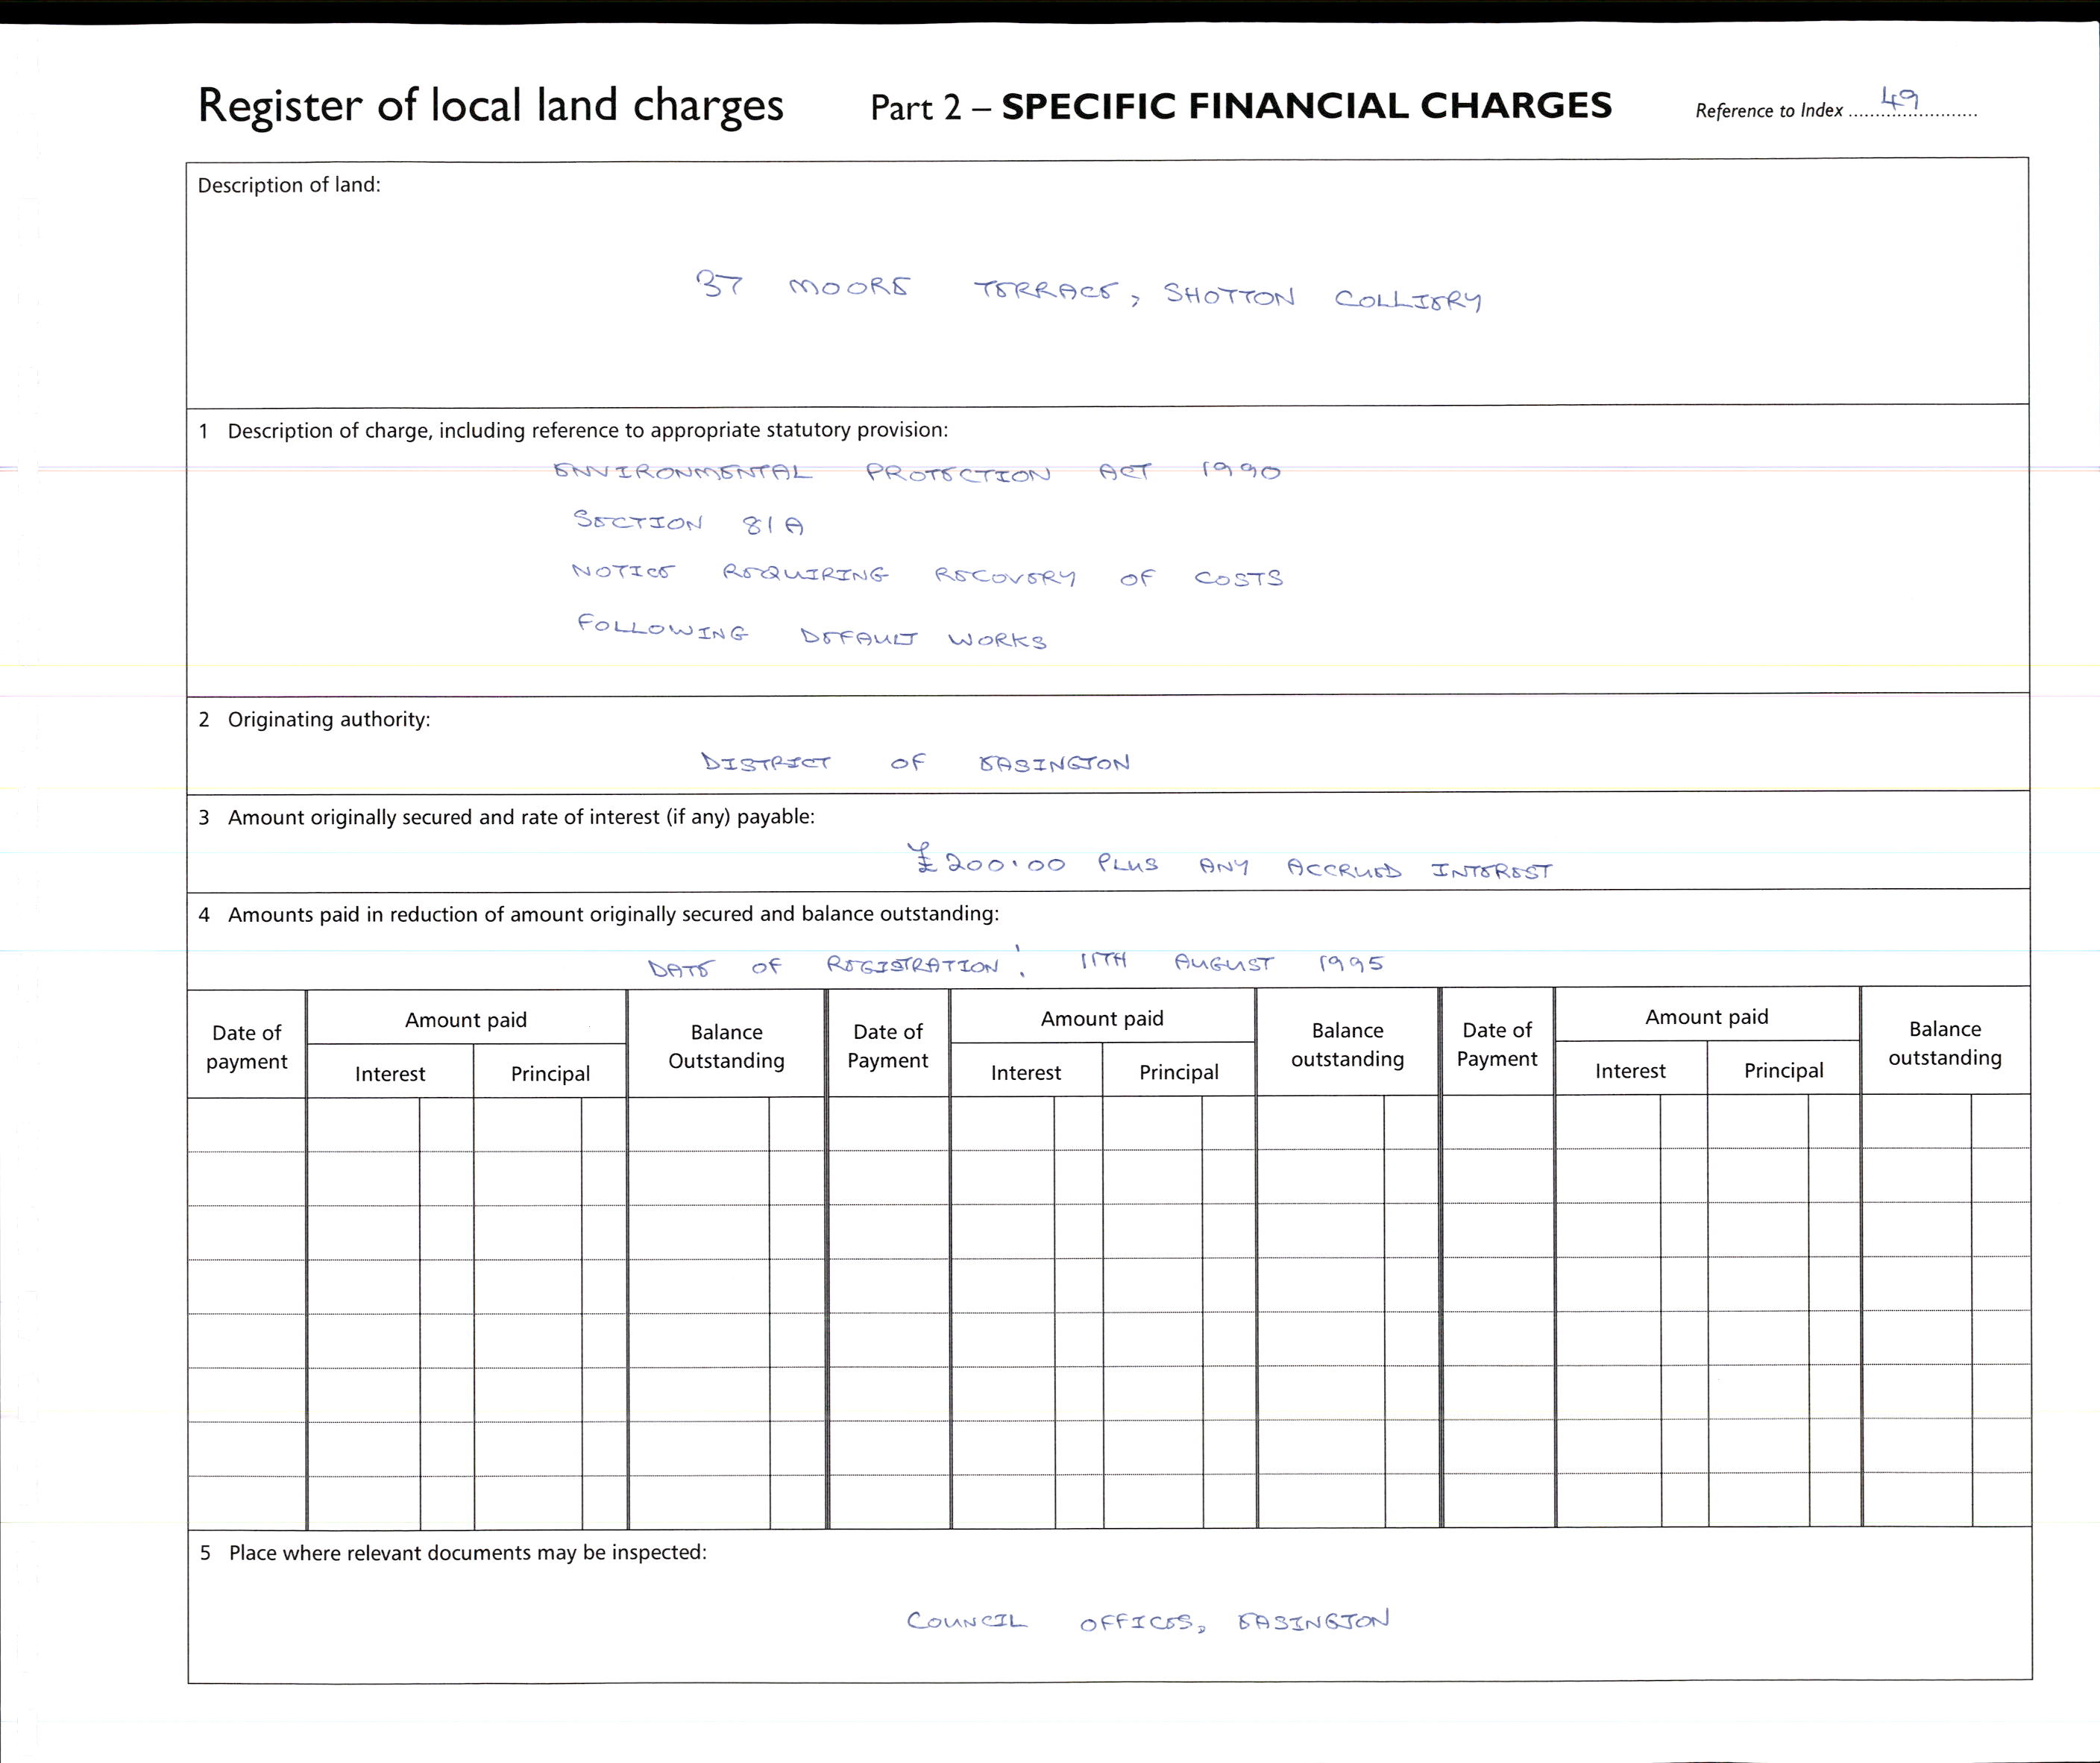 Register of local land charges Part 2 – SPECIFIC FINANCIAL CHARGES Reference to Index 49
Description of land:
37 MOORE TERRACE, SHOTTON COLLIERY
1 Description of charge, including reference to appropriate statutory provision:
ENVIRONMENTAL PROTECTION ACT 1990
SECTION 81A
NOTICE REQUIRING RECOVERY OF COSTS
FOLLOWING DEFAULT WORKS
2 Originating authority:
DISTRICT OF EASINGTON
3 Amount originally secured and rate of interest (if any) payable:
£200.00 PLUS ANY ACCRUED INTEREST
4 Amounts paid in reduction of amount originally secured and balance outstanding:
DATE OF REGISTRATION: 11TH AUGUST 1995
Date of payment Amount paid Interest Principal Balance Outstanding Date of Payment Amount paid Interest Principal Balance outstanding Date of Payment Amount paid Interest Principal Balance outstanding
5 Place where relevant documents may be inspected:
COUNCIL OFFICES, EASINGTON